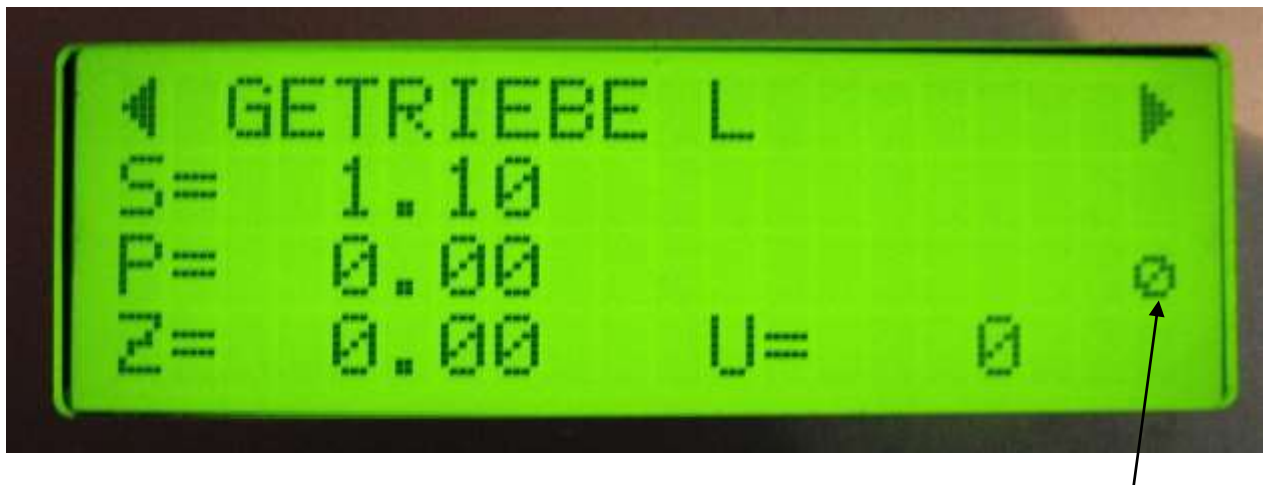 ◀ GETRIEBE L ▶
S= 1.10
P= 0.00 0
Z= 0.00 U= 0